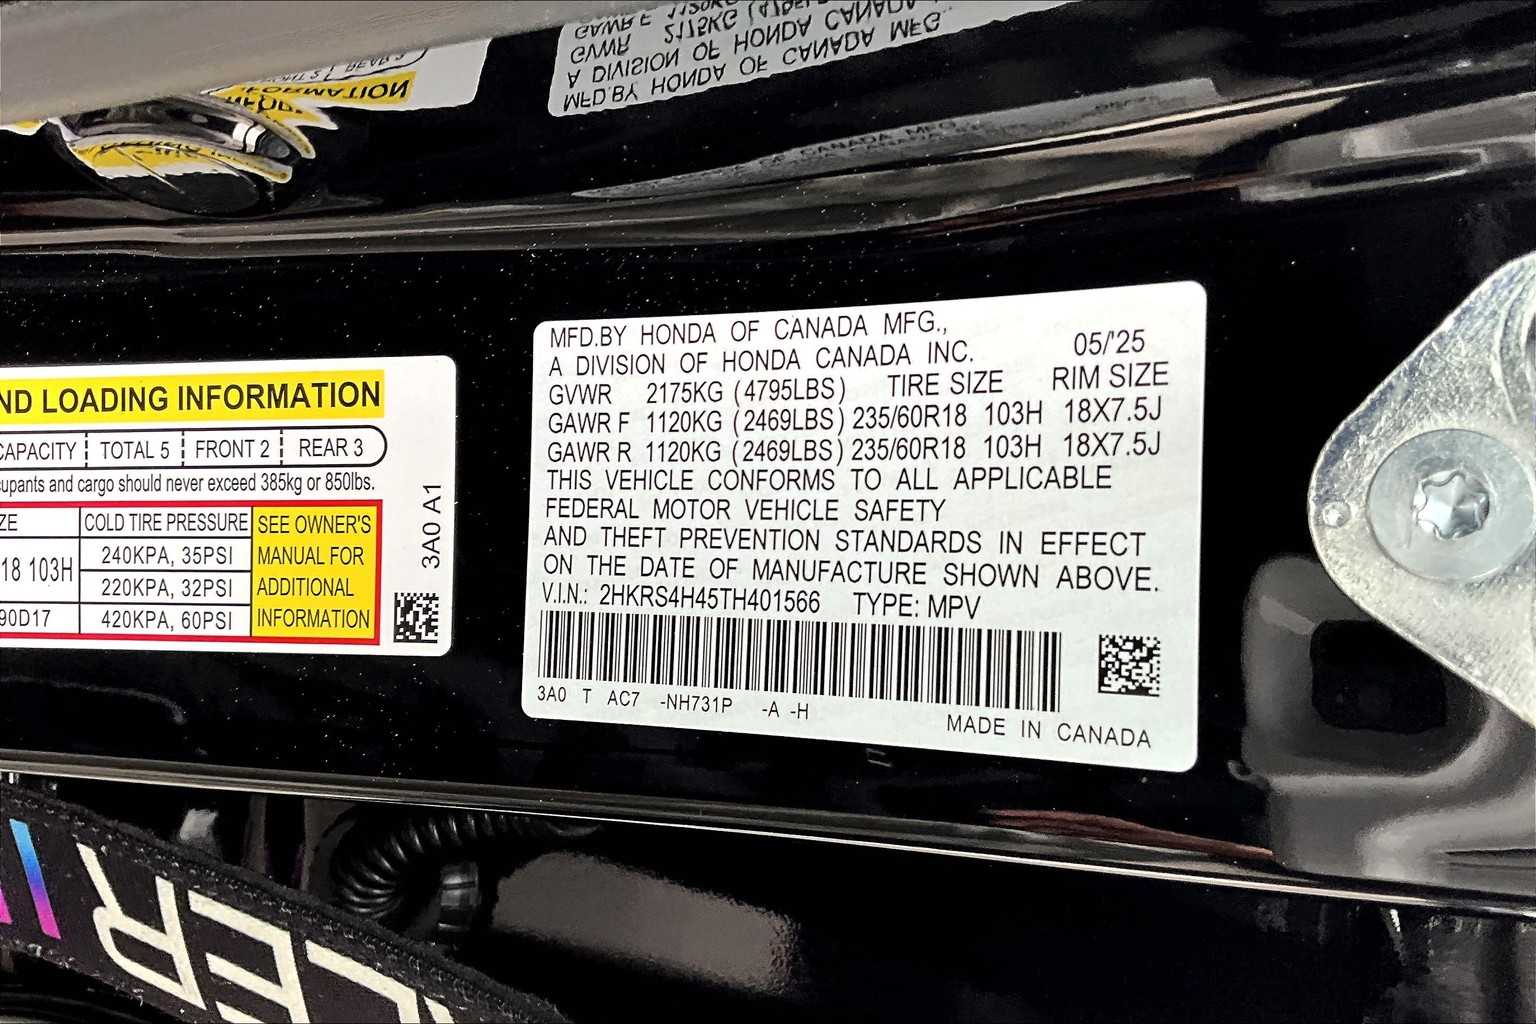 MFD.BY HONDA OF CANADA MFG.,
A DIVISION OF HONDA CANADA INC. 05/'25
GVWR 2175KG (4795LBS) TIRE SIZE RIM SIZE
GAWR F 1120KG (2469LBS) 235/60R18 103H 18X7.5J
GAWR R 1120KG (2469LBS) 235/60R18 103H 18X7.5J
THIS VEHICLE CONFORMS TO ALL APPLICABLE
FEDERAL MOTOR VEHICLE SAFETY
AND THEFT PREVENTION STANDARDS IN EFFECT
ON THE DATE OF MANUFACTURE SHOWN ABOVE.
V.I.N.: 2HKRS4H45TH401566 TYPE: MPV
3A0 T AC7 -NH731P -A -H
MADE IN CANADA
ND LOADING INFORMATION
CAPACITY TOTAL 5 FRONT 2 REAR 3
cupants and cargo should never exceed 385kg or 850lbs.
ZE COLD TIRE PRESSURE SEE OWNER'S
MANUAL FOR
ADDITIONAL
INFORMATION
18 103H 240KPA, 35PSI
220KPA, 32PSI
90D17 420KPA, 60PSI
3A0 A1
MFD.BY HONDA OF CANADA MFG.
A DIVISION OF HONDA CANADA
GVWR 2175KG